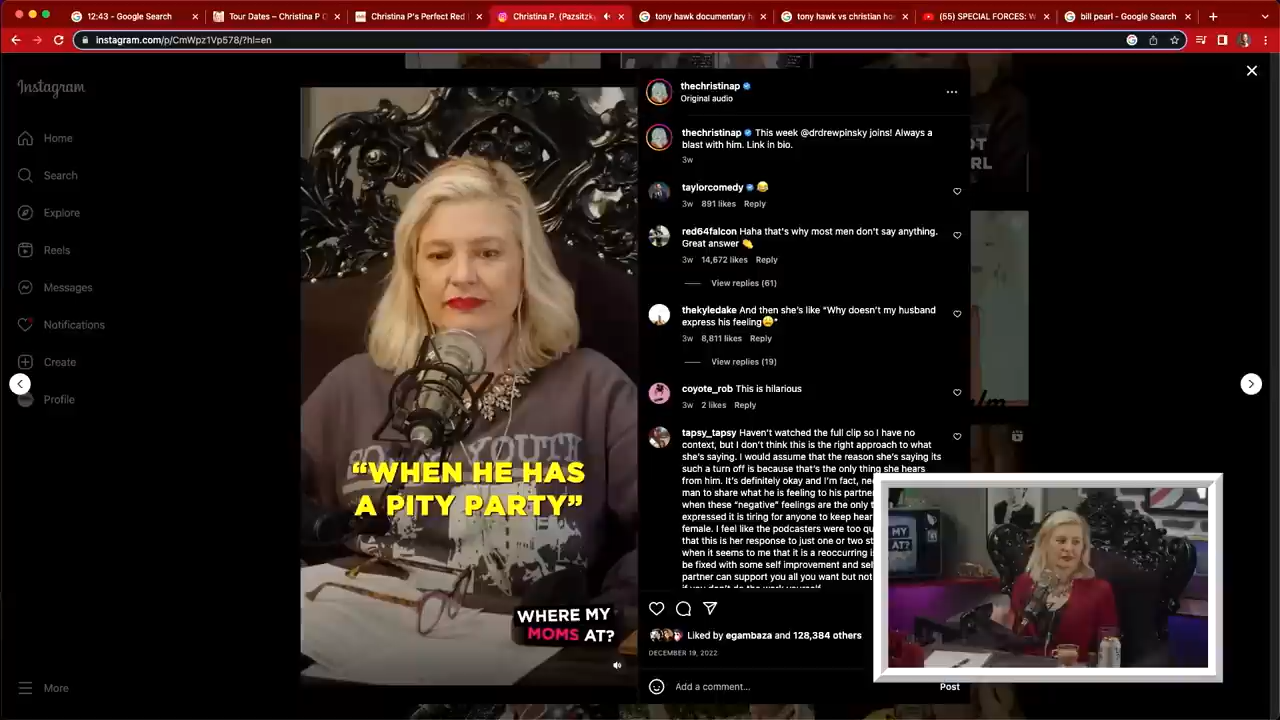 12:43 - Google Search
Tour Dates – Christina P O
Christina P's Perfect Red
Christina P. (Pazsitzky
tony hawk documentary h
tony hawk vs christian ho
(55) SPECIAL FORCES: W
bill pearl - Google Search
instagram.com/p/CmWpz1Vp578/?hl=en
Instagram
Home
Search
Explore
Reels
Messages
Notifications
Create
Profile
More
"WHEN HE HAS
A PITY PARTY"
WHERE MY
MOMS AT?
thechristinap
Original audio
thechristinap This week @drdrewpinsky joins! Always a
blast with him. Link in bio.
3w
taylorcomedy 😂
3w 891 likes Reply
red64falcon Haha that's why most men don't say anything.
Great answer 👏
3w 14,672 likes Reply
View replies (61)
thekyledake And then she's like "Why doesn't my husband
express his feeling😅"
3w 8,811 likes Reply
View replies (19)
coyote_rob This is hilarious
3w 2 likes Reply
tapsy_tapsy Haven't watched the full clip so I have no
context, but I don't think this is the right approach to what
she's saying. I would assume that the reason she's saying its
such a turn off is because that's the only thing she hears
from him. It's definitely okay and I'm fact, nec
man to share what he is feeling to his partne
when these "negative" feelings are the only t
expressed it is tiring for anyone to keep hear
female. I feel like the podcasters were too qu
that this is her response to just one or two st
when it seems to me that it is a reoccuring is
be fixed with some self improvement and sel
partner can support you all you want but not
Liked by egambaza and 128,384 others
DECEMBER 19, 2022
Add a comment...
Post